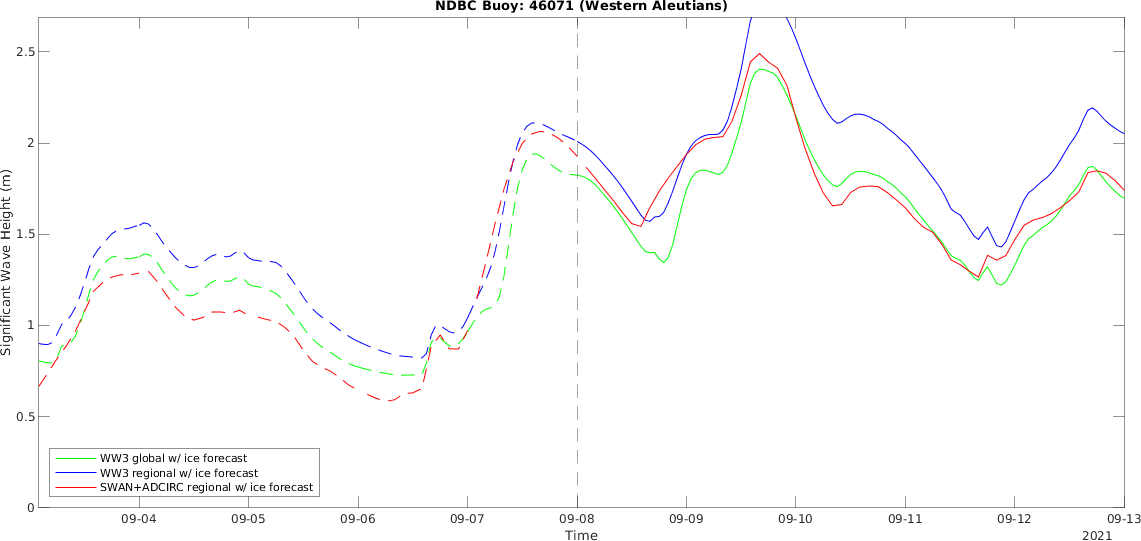 NDBC Buoy: 46071 (Western Aleutians)
Significant Wave Height (m)
2.5
2
1.5
1
0.5
0
WW3 global w/ ice forecast
WW3 regional w/ ice forecast
SWAN+ADCIRC regional w/ ice forecast
09-04 09-05 09-06 09-07 09-08 09-09 09-10 09-11 09-12 09-13
Time
2021